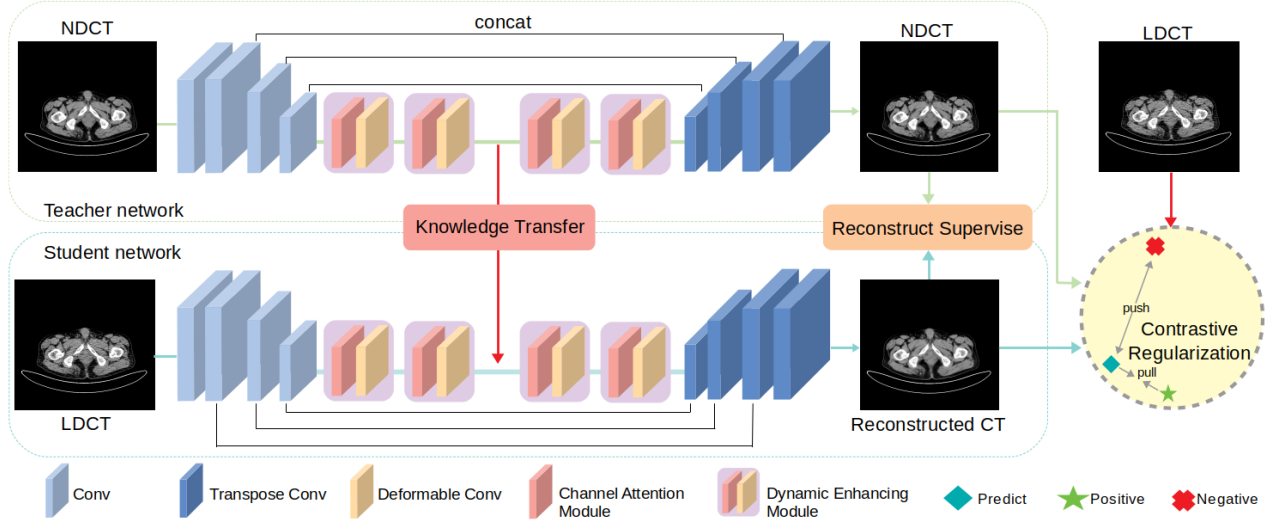 NDCT
concat
NDCT
LDCT
Teacher network
Knowledge Transfer
Reconstruct Supervise
Student network
push
Contrastive
Regularization
pull
LDCT
Reconstructed CT
Conv
Transpose Conv
Deformable Conv
Channel Attention
Module
Dynamic Enhancing
Module
Predict
Positive
Negative